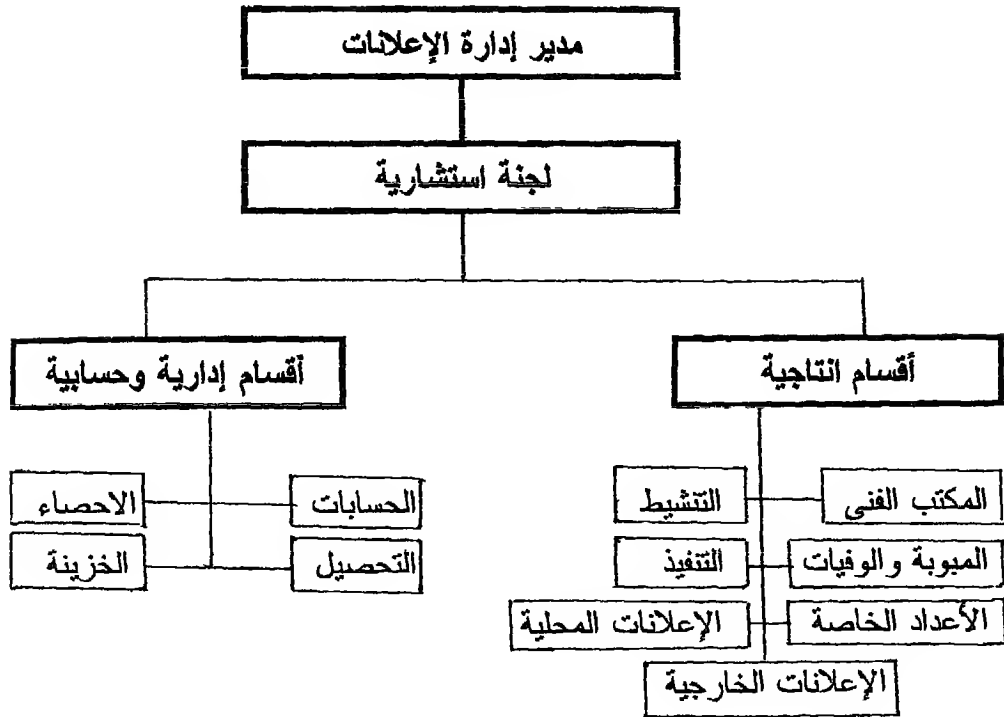 مدير إدارة الإعلانات
لجنة استشارية
أقسام انتاجية
أقسام إدارية وحسابية
المكتب الفنى
التنشيط
المبوبة والوفيات
التنفيذ
الأعداد الخاصة
الإعلانات المحلية
الإعلانات الخارجية
الحسابات
الاحصاء
التحصيل
الخزينة